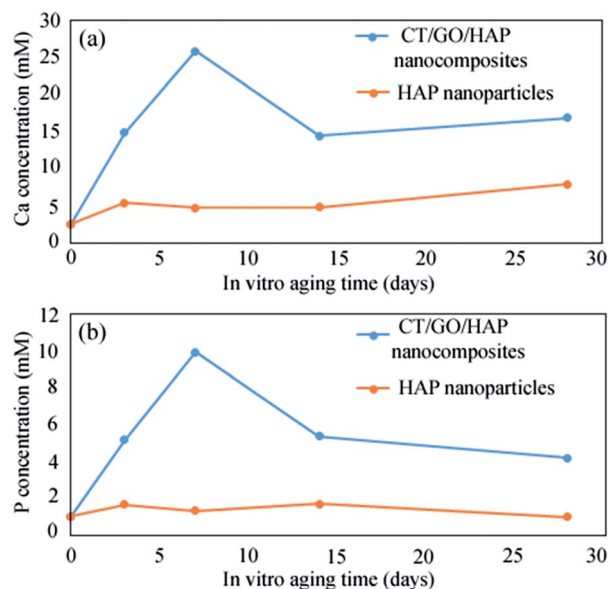 (a)
CT/GO/HAP
nanocomposites
HAP nanoparticles
Ca concentration (mM)
30
25
20
15
10
5
0
0 5 10 15 20 25 30
In vitro aging time (days)
(b)
CT/GO/HAP
nanocomposites
HAP nanoparticles
P concentration (mM)
12
10
8
6
4
2
0
0 5 10 15 20 25 30
In vitro aging time (days)